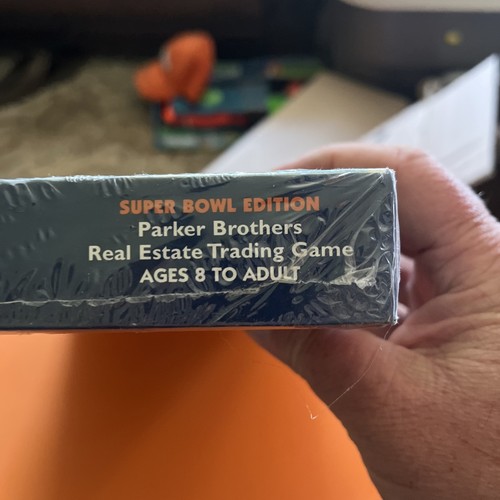 SUPER BOWL EDITION
Parker Brothers
Real Estate Trading Game
AGES 8 TO ADULT